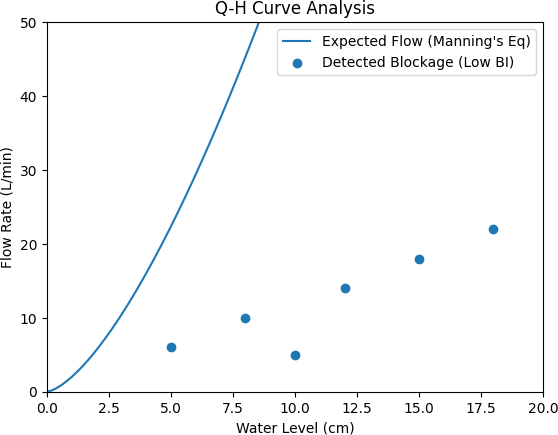 Q-H Curve Analysis
Expected Flow (Manning's Eq)
Detected Blockage (Low BI)
Flow Rate (L/min)
50
40
30
20
10
0
0.0 2.5 5.0 7.5 10.0 12.5 15.0 17.5 20.0
Water Level (cm)